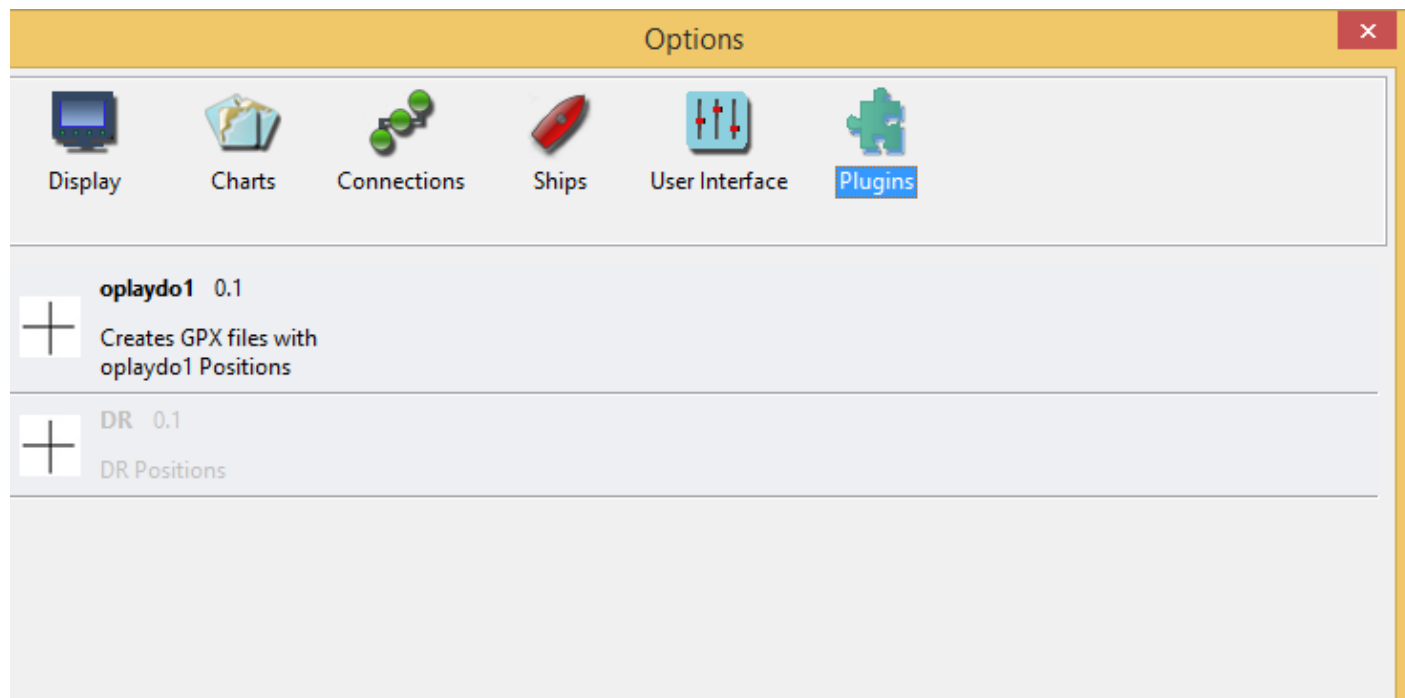 Options
Display Charts Connections Ships User Interface Plugins
oplaydo1 0.1
Creates GPX files with
oplaydo1 Positions
DR 0.1
DR Positions